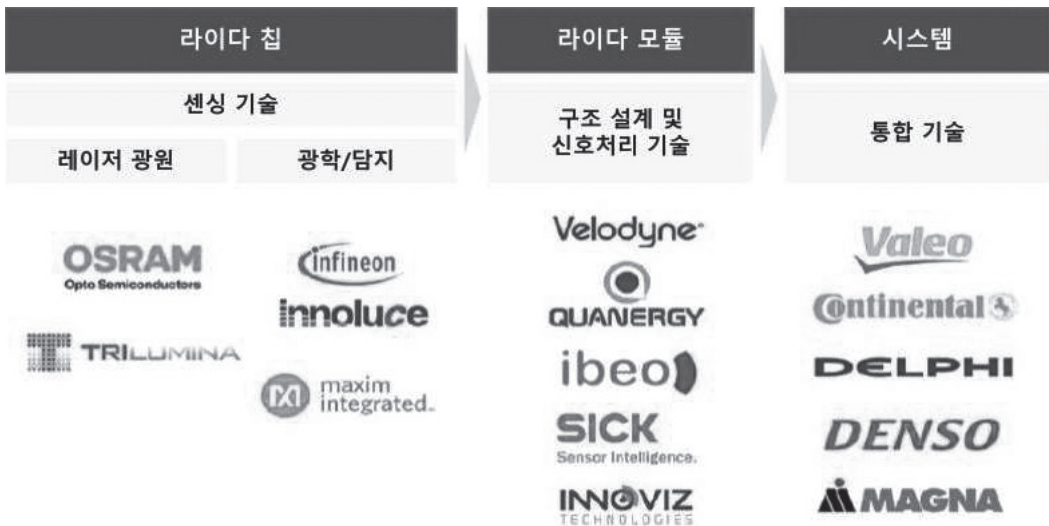 라이다 칩
센싱 기술
레이저 광원
광학/담지
OSRAM
Opto Semiconductors
TRILUMINA
infineon
innoluce
maxim
integrated™
라이다 모듈
구조 설계 및
신호처리 기술
Velodyne
QUANERGY
ibeo
SICK
Sensor Intelligence.
INNOVIZ
TECHNOLOGIES
시스템
통합 기술
Valeo
Continental
DELPHI
DENSO
MAGNA